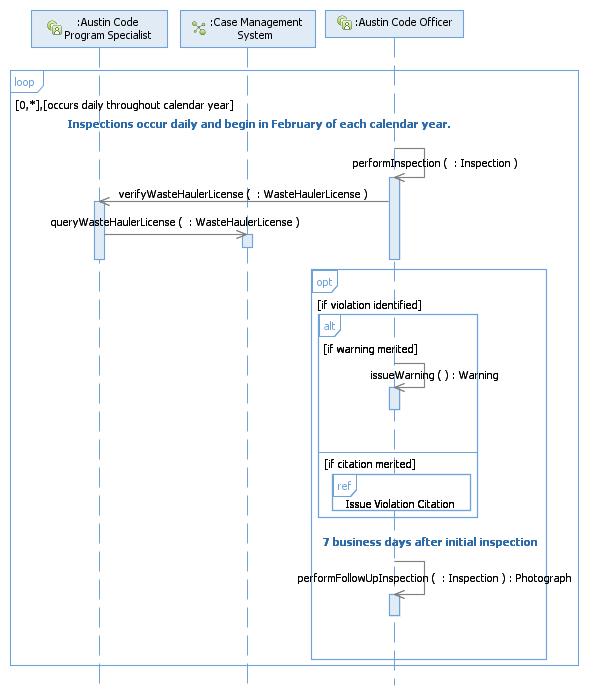 :Austin Code
Program Specialist
:Case Management
System
:Austin Code Officer
loop
[0,*],[occurs daily throughout calendar year]
Inspections occur daily and begin in February of each calendar year.
performInspection (  : Inspection )
verifyWasteHaulerLicense (  : WasteHaulerLicense )
queryWasteHaulerLicense (  : WasteHaulerLicense )
opt
[if violation identified]
alt
[if warning merited]
issueWarning ( ) : Warning
[if citation merited]
ref
Issue Violation Citation
7 business days after initial inspection
performFollowUpInspection (  : Inspection ) : Photograph